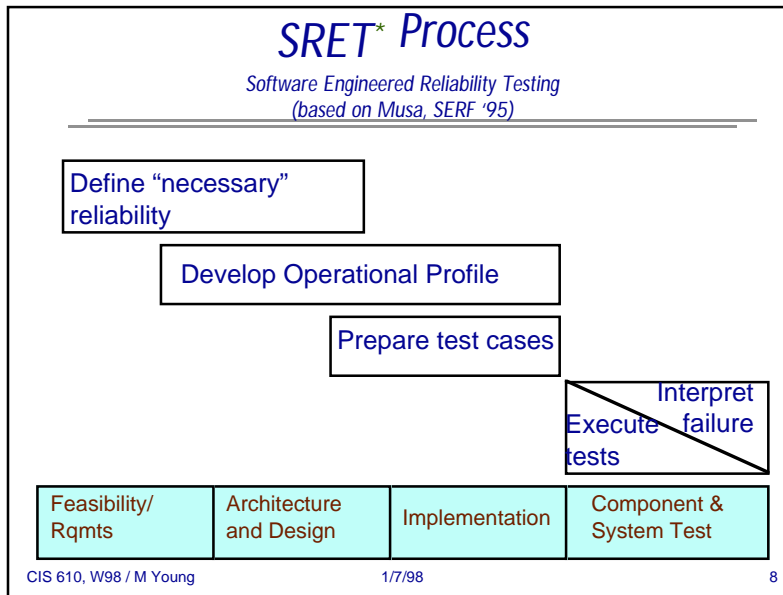 SRET* Process
Software Engineered Reliability Testing
(based on Musa, SERF ‘95)
Define “necessary”
reliability
Develop Operational Profile
Prepare test cases
Interpret
failure
Execute
tests
Feasibility/
Rqmts
Architecture
and Design
Implementation
Component &
System Test
CIS 610, W98 / M Young
1/7/98
8